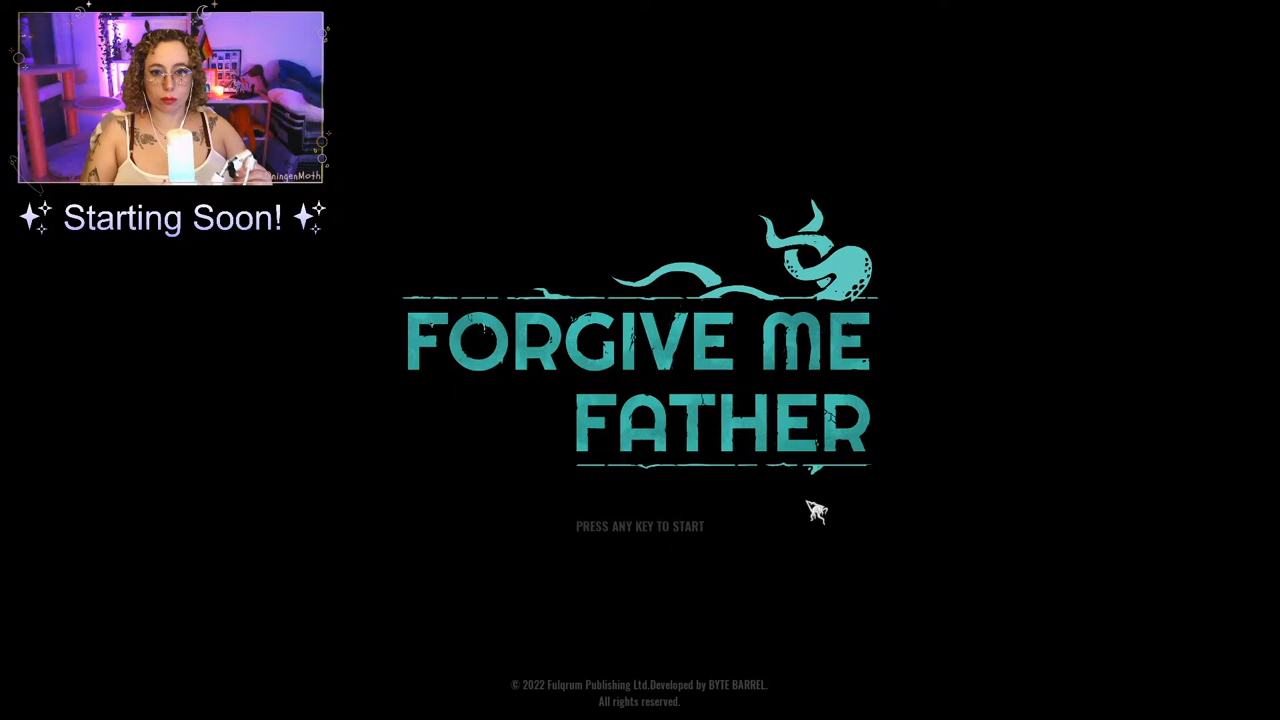 Starting Soon!
FORGIVE ME
FATHER
PRESS ANY KEY TO START
© 2022 Fulqrum Publishing Ltd.Developed by BYTE BARREL.
All rights reserved.